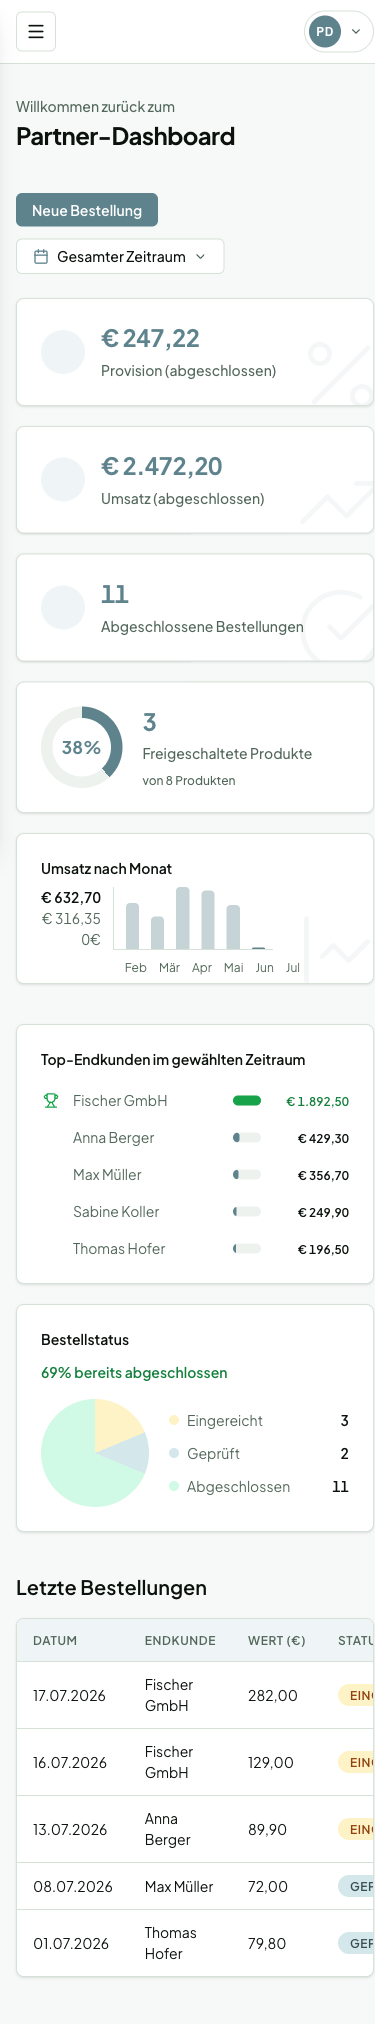 PD
Willkommen zurück zum
Partner-Dashboard
Neue Bestellung
Gesamter Zeitraum
€ 247,22
Provision (abgeschlossen)
€ 2.472,20
Umsatz (abgeschlossen)
11
Abgeschlossene Bestellungen
38%
3
Freigeschaltete Produkte
von 8 Produkten
Umsatz nach Monat
€ 632,70
€ 316,35
0€
Feb Mär Apr Mai Jun Jul
Top-Endkunden im gewählten Zeitraum
Fischer GmbH € 1.892,50
Anna Berger € 429,30
Max Müller € 356,70
Sabine Koller € 249,90
Thomas Hofer € 196,50
Bestellstatus
69% bereits abgeschlossen
Eingereicht 3
Geprüft 2
Abgeschlossen 11
Letzte Bestellungen
DATUM ENDKUNDE WERT (€)
17.07.2026 Fischer GmbH 282,00
16.07.2026 Fischer GmbH 129,00
13.07.2026 Anna Berger 89,90
08.07.2026 Max Müller 72,00
01.07.2026 Thomas Hofer 79,80